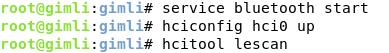 root@gimli:gimli# service bluetooth start
root@gimli:gimli# hciconfig hci0 up
root@gimli:gimli# hcitool lescan